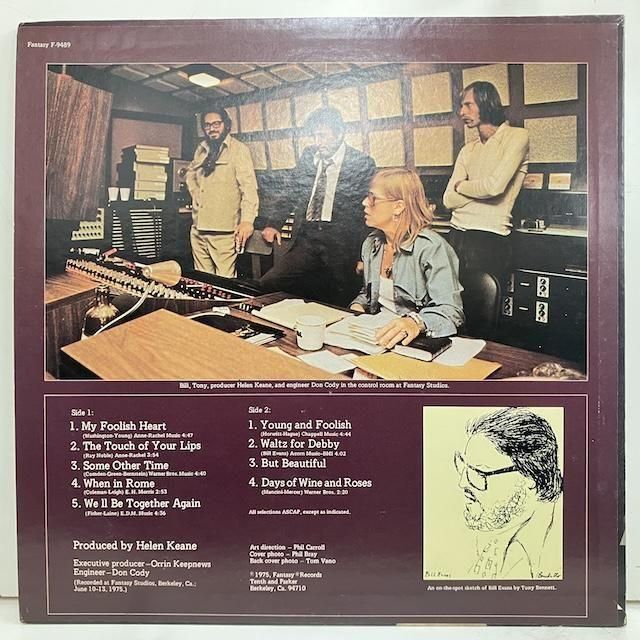 Fantasy F-9489
Bill, Tony, producer Helen Keane, and engineer Don Cody in the control room at Fantasy Studios.
Side 1:
1. My Foolish Heart
(Washington-Young) Anne-Rachel Music 4:47
2. The Touch of Your Lips
(Ray Noble) Anne-Rachel 3:54
3. Some Other Time
(Comden-Green-Bernstein) Warner Bros. Music 4:40
4. When in Rome
(Coleman-Leigh) E. H. Morris 2:53
5. We'll Be Together Again
(Fisher-Laine) E.D.M. Music 4:36
Produced by Helen Keane
Executive producer—Orrin Keepnews
Engineer—Don Cody
(Recorded at Fantasy Studios, Berkeley, Ca.;
June 10-13, 1975.)
Side 2:
1. Young and Foolish
(Horwitt-Hague) Chappell Music 4:44
2. Waltz for Debby
(Bill Evans) Acorn Music-BMI 4:02
3. But Beautiful
4. Days of Wine and Roses
(Mancini-Mercer) Warner Bros. 2:20
All selections ASCAP, except as indicated.
Art direction — Phil Carroll
Cover photo — Phil Bray
Back cover photo — Tom Vano
℗ 1975, Fantasy Records
Tenth and Parker
Berkeley, Ca. 94710
Bill Evans
Benedetto
An on-the-spot sketch of Bill Evans by Tony Bennett.